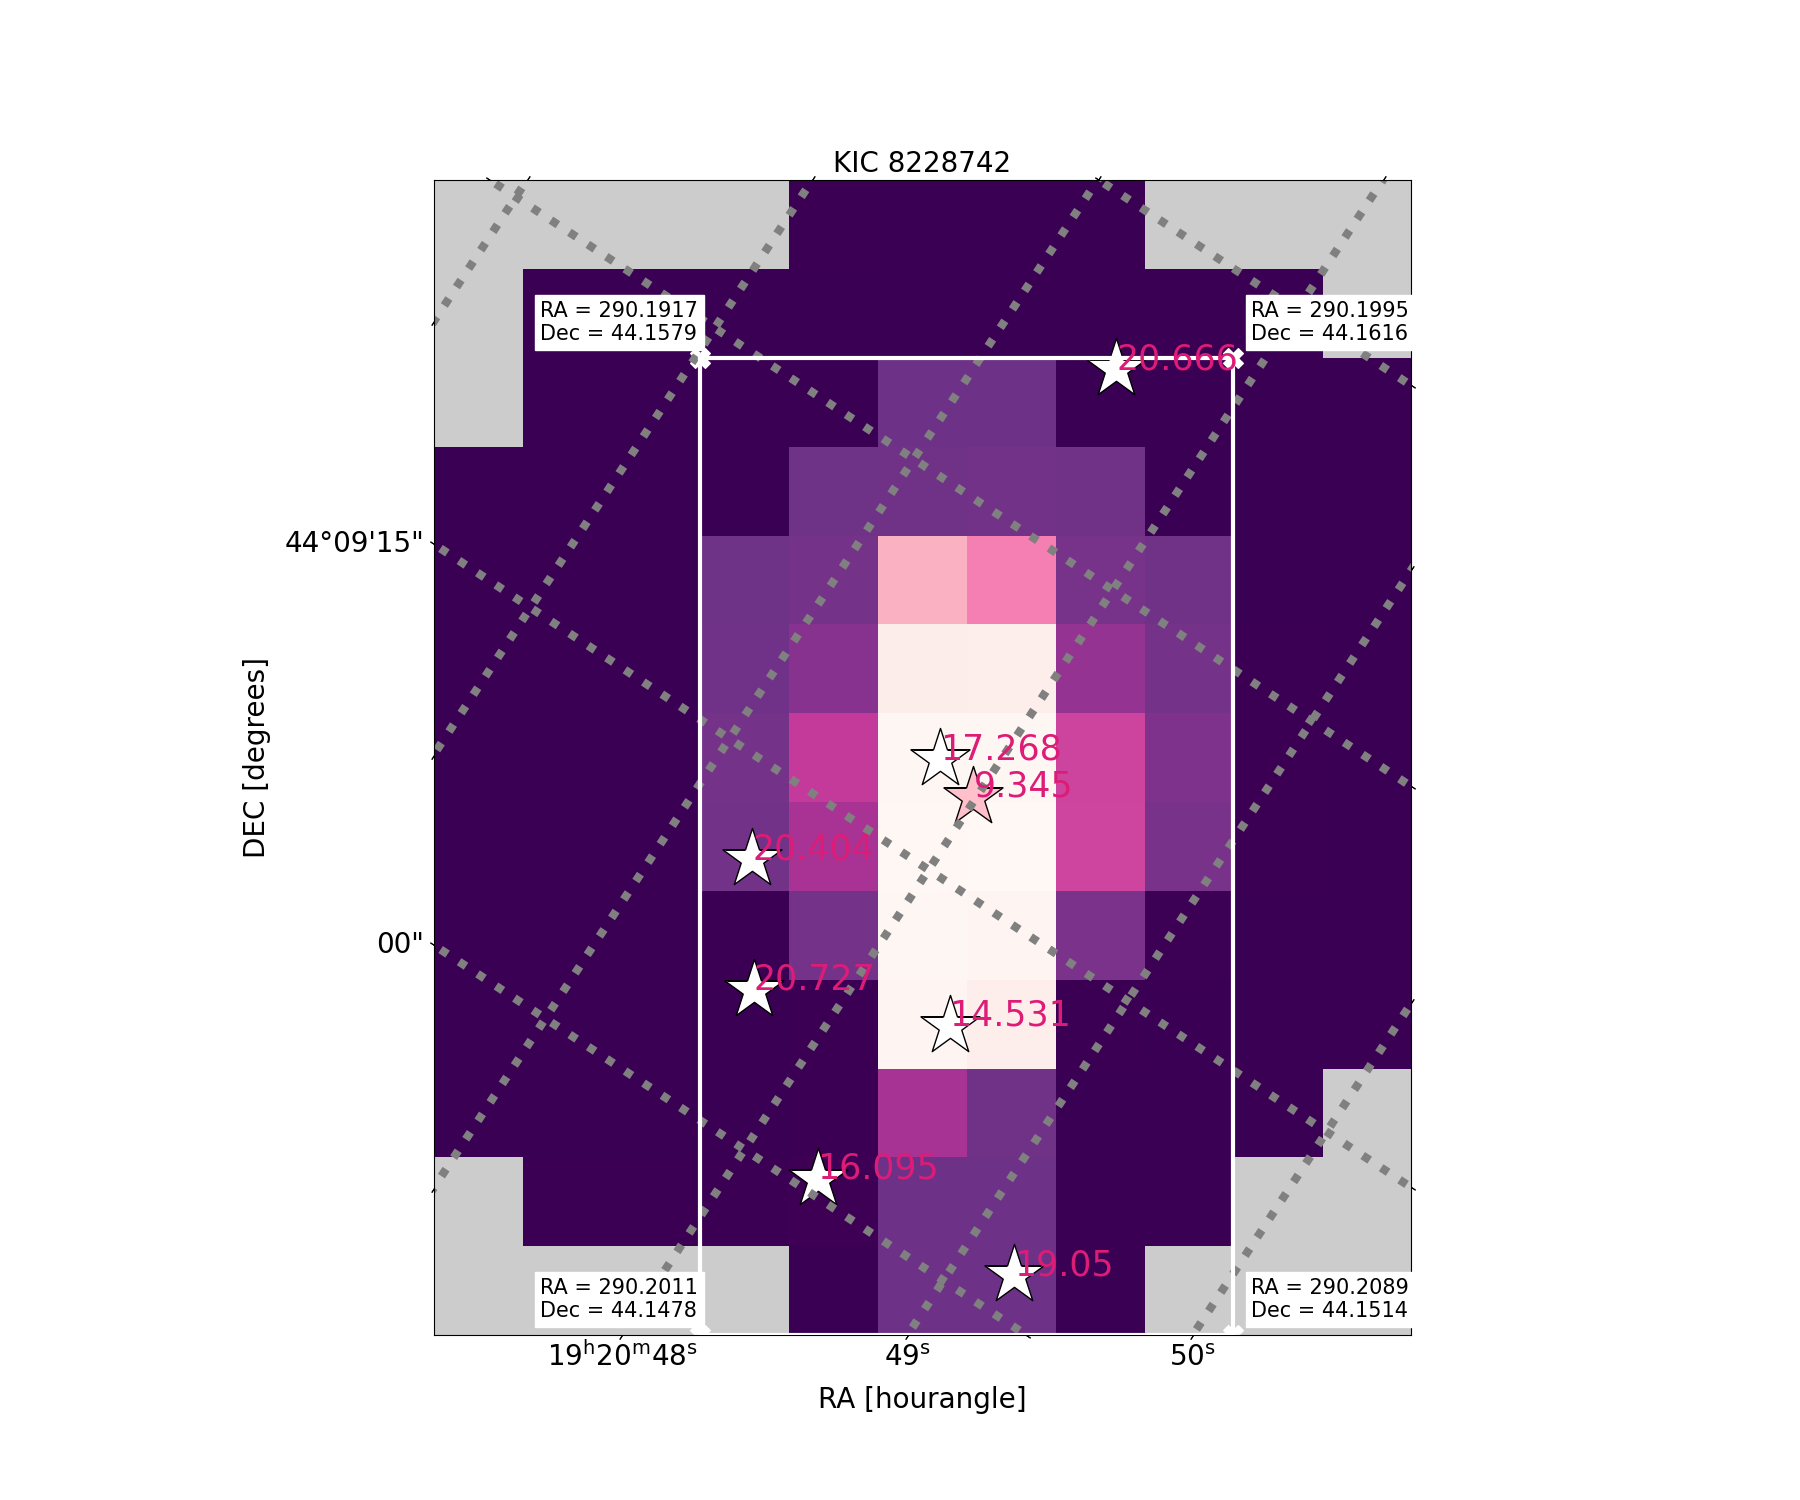 KIC 8228742
RA = 290.1917
Dec = 44.1579
RA = 290.1995
Dec = 44.1616
20.666
44°09'15"
17.268
9.345
20.404
00"
20.727
14.531
16.095
19.05
RA = 290.2011
Dec = 44.1478
RA = 290.2089
Dec = 44.1514
19h20m48s
49s
50s
RA [hourangle]
DEC [degrees]